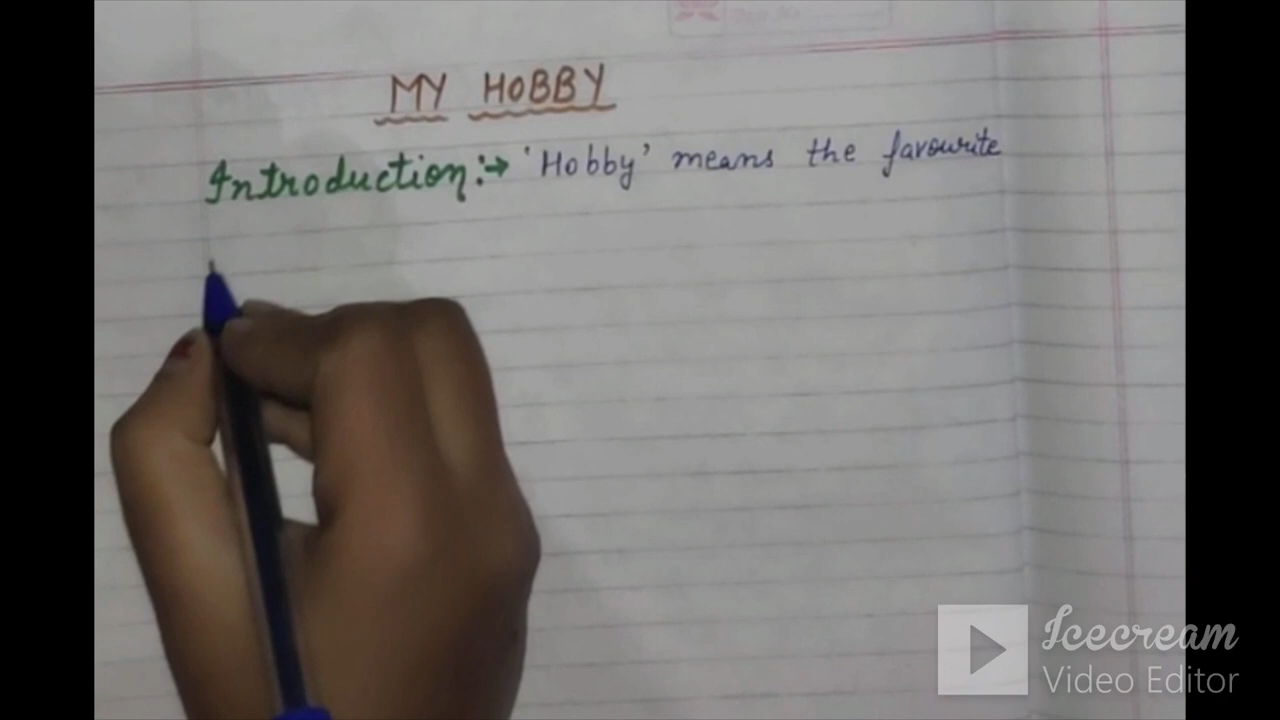 MY HOBBY
Introduction:→ 'Hobby' means the favourite
Icecream
Video Editor